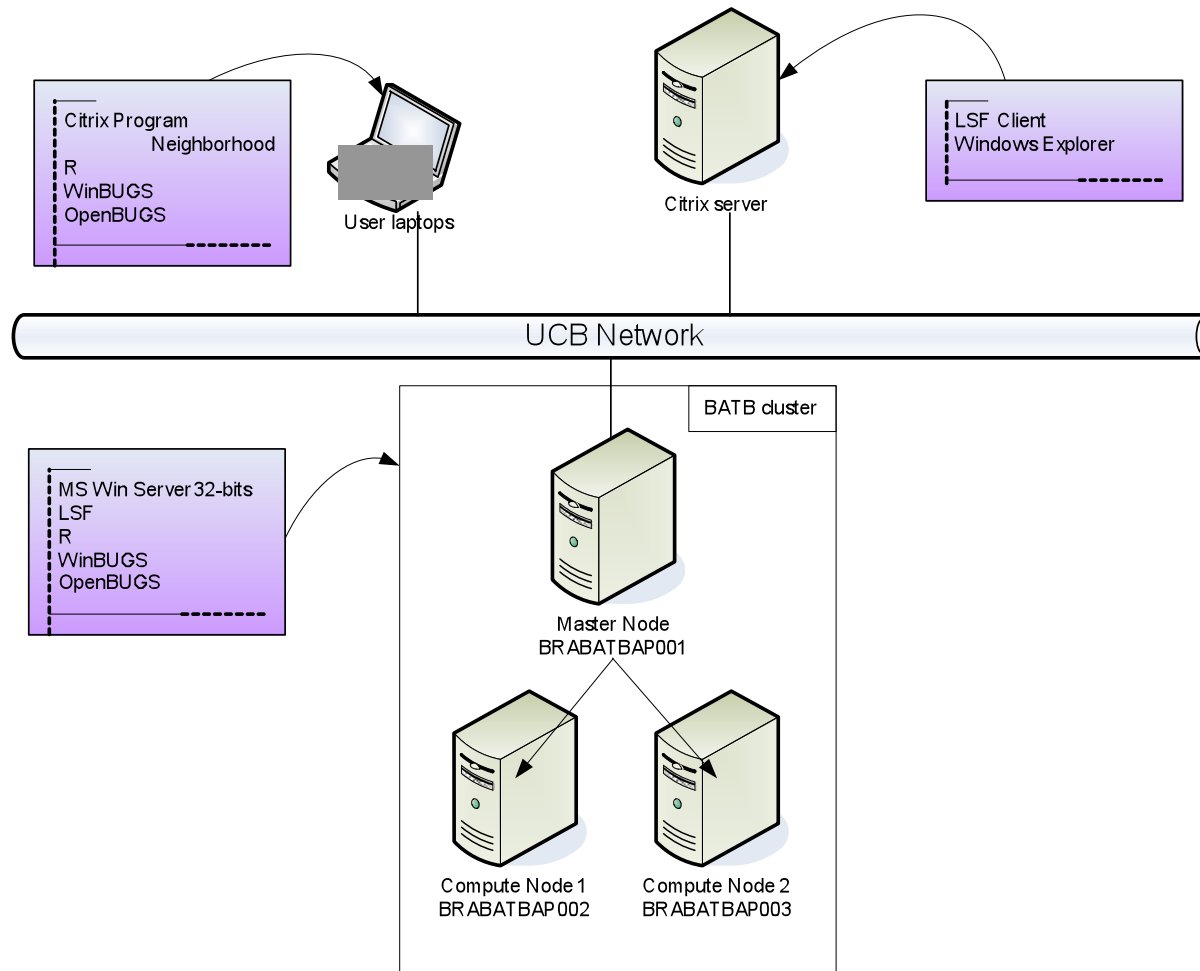 Citrix Program
Neighborhood
R
WinBUGS
OpenBUGS
User laptops
Citrix server
LSF Client
Windows Explorer
UCB Network
BATB cluster
MS Win Server 32-bits
LSF
R
WinBUGS
OpenBUGS
Master Node
BRABATBAP001
Compute Node 1
BRABATBAP002
Compute Node 2
BRABATBAP003